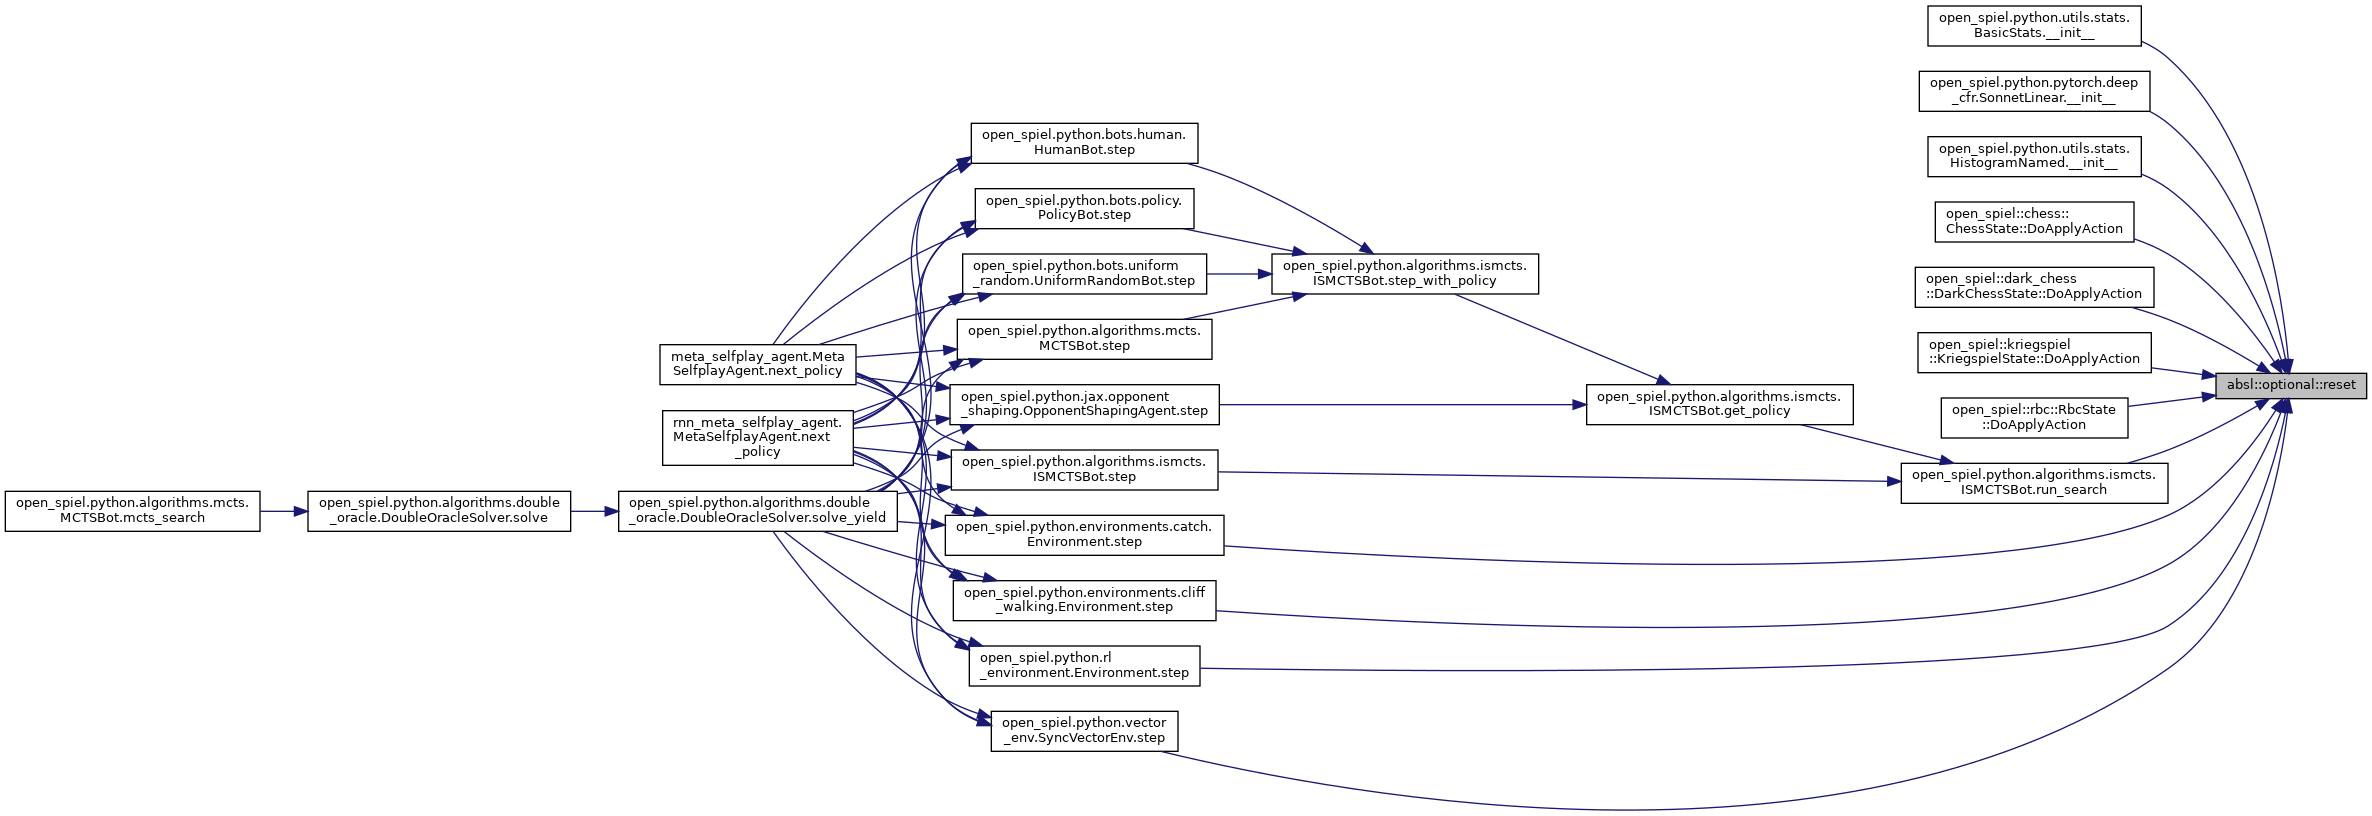 open_spiel.python.utils.stats.
BasicStats.__init__
open_spiel.python.pytorch.deep
_cfr.SonnetLinear.__init__
open_spiel.python.utils.stats.
HistogramNamed.__init__
open_spiel::chess::
ChessState::DoApplyAction
open_spiel::dark_chess
::DarkChessState::DoApplyAction
open_spiel::kriegspiel
::KriegspielState::DoApplyAction
open_spiel::rbc::RbcState
::DoApplyAction
absl::optional::reset
open_spiel.python.algorithms.ismcts.
ISMCTSBot.run_search
open_spiel.python.algorithms.ismcts.
ISMCTSBot.get_policy
open_spiel.python.algorithms.ismcts.
ISMCTSBot.step_with_policy
open_spiel.python.bots.human.
HumanBot.step
open_spiel.python.bots.policy.
PolicyBot.step
open_spiel.python.bots.uniform
_random.UniformRandomBot.step
open_spiel.python.algorithms.mcts.
MCTSBot.step
open_spiel.python.jax.opponent
_shaping.OpponentShapingAgent.step
open_spiel.python.algorithms.ismcts.
ISMCTSBot.step
open_spiel.python.environments.catch.
Environment.step
open_spiel.python.environments.cliff
_walking.Environment.step
open_spiel.python.rl
_environment.Environment.step
open_spiel.python.vector
_env.SyncVectorEnv.step
meta_selfplay_agent.Meta
SelfplayAgent.next_policy
rnn_meta_selfplay_agent.
MetaSelfplayAgent.next
_policy
open_spiel.python.algorithms.double
_oracle.DoubleOracleSolver.solve_yield
open_spiel.python.algorithms.double
_oracle.DoubleOracleSolver.solve
open_spiel.python.algorithms.mcts.
MCTSBot.mcts_search